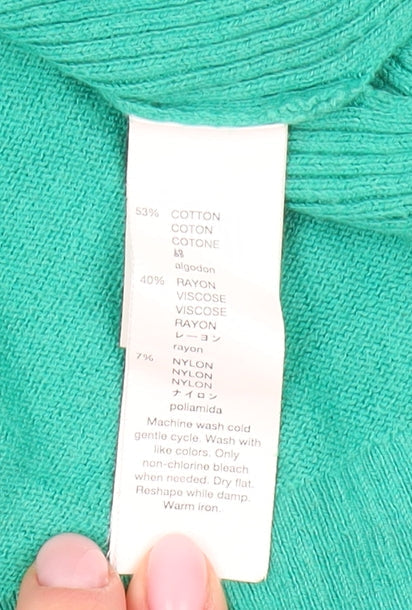 53% COTTON
COTON
COTONE
綿
algodon
40% RAYON
VISCOSE
VISCOSE
RAYON
レーヨン
rayon
7% NYLON
NYLON
NYLON
ナイロン
poliamida
Machine wash cold
gentle cycle. Wash with
like colors. Only
non-chlorine bleach
when needed. Dry flat.
Reshape while damp.
Warm iron.